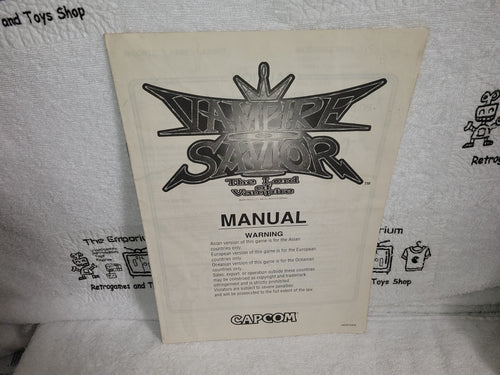 and Toys Shop
VAMPIRE
SAVIOR
TM
The Lord
of
Vampire
MANUAL
WARNING
Asian version of this game is for the Asian
countries only.
European version of this game is for the European
countries only.
Oceanian version of this game is for the Oceanian
countries only.
Sales, export, or operation outside these countries
may be construed as copyright and trademark
infringement and is strictly prohibited.
Violators are subject to severe penalties
and will be prosecuted to the full extent of the law.
CAPCOM
Retrogam
The Emporium
Retrogames and Toys
porium
d Toys Shop